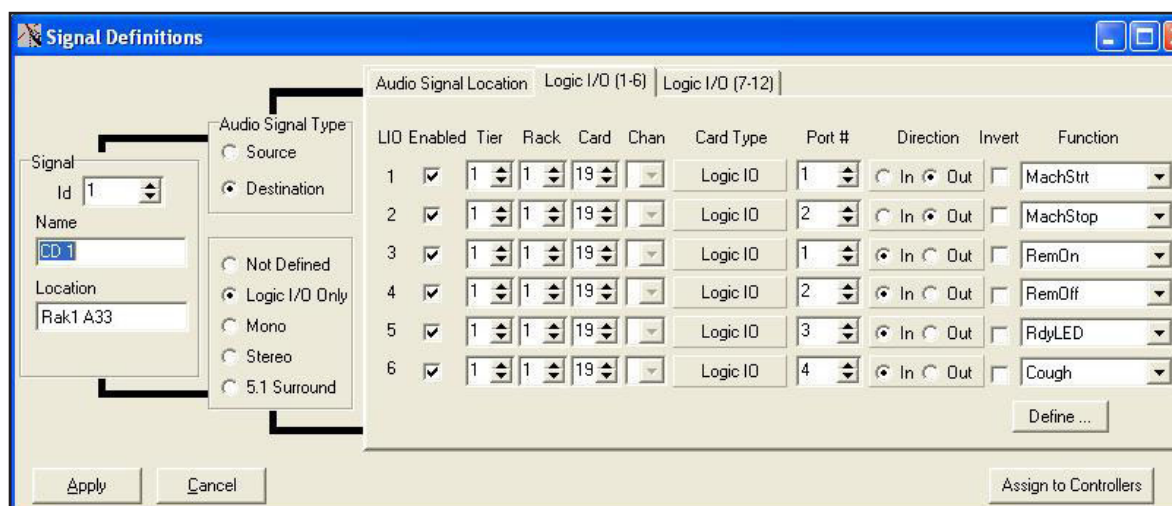 Signal Definitions
Audio Signal Location Logic I/O (1-6) Logic I/O (7-12)
Signal
Id 1
Name
CD 1
Location
Rak1 A33
Audio Signal Type
Source
Destination
Not Defined
Logic I/O Only
Mono
Stereo
5.1 Surround
LIO Enabled Tier Rack Card Chan Card Type Port # Direction Invert Function
1 1 1 19 Logic IO 1 In Out MachStrt
2 1 1 19 Logic IO 2 In Out MachStop
3 1 1 19 Logic IO 1 In Out RemOn
4 1 1 19 Logic IO 2 In Out RemOff
5 1 1 19 Logic IO 3 In Out RdyLED
6 1 1 19 Logic IO 4 In Out Cough
Define ...
Apply Cancel Assign to Controllers